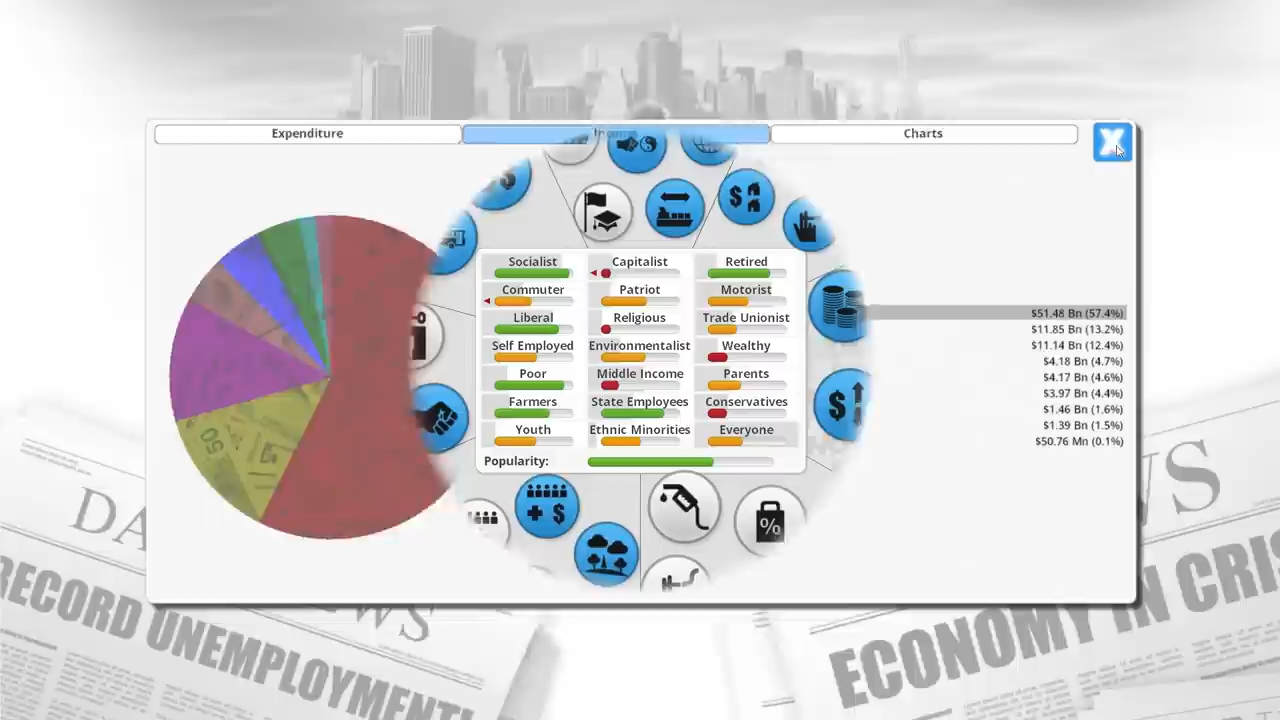 Expenditure
Income
Charts
X
Socialist
Capitalist
Retired
Commuter
Patriot
Motorist
Liberal
Religious
Trade Unionist
Self Employed
Environmentalist
Wealthy
Poor
Middle Income
Parents
Farmers
State Employees
Conservatives
Youth
Ethnic Minorities
Everyone
Popularity:
$51.48 Bn (57.4%)
$11.85 Bn (13.2%)
$11.14 Bn (12.4%)
$4.18 Bn (4.7%)
$4.17 Bn (4.6%)
$3.97 Bn (4.4%)
$1.46 Bn (1.6%)
$1.39 Bn (1.5%)
$50.76 Mn (0.1%)
50
RECORD UNEMPLOYMENT!
ECONOMY IN CRIS